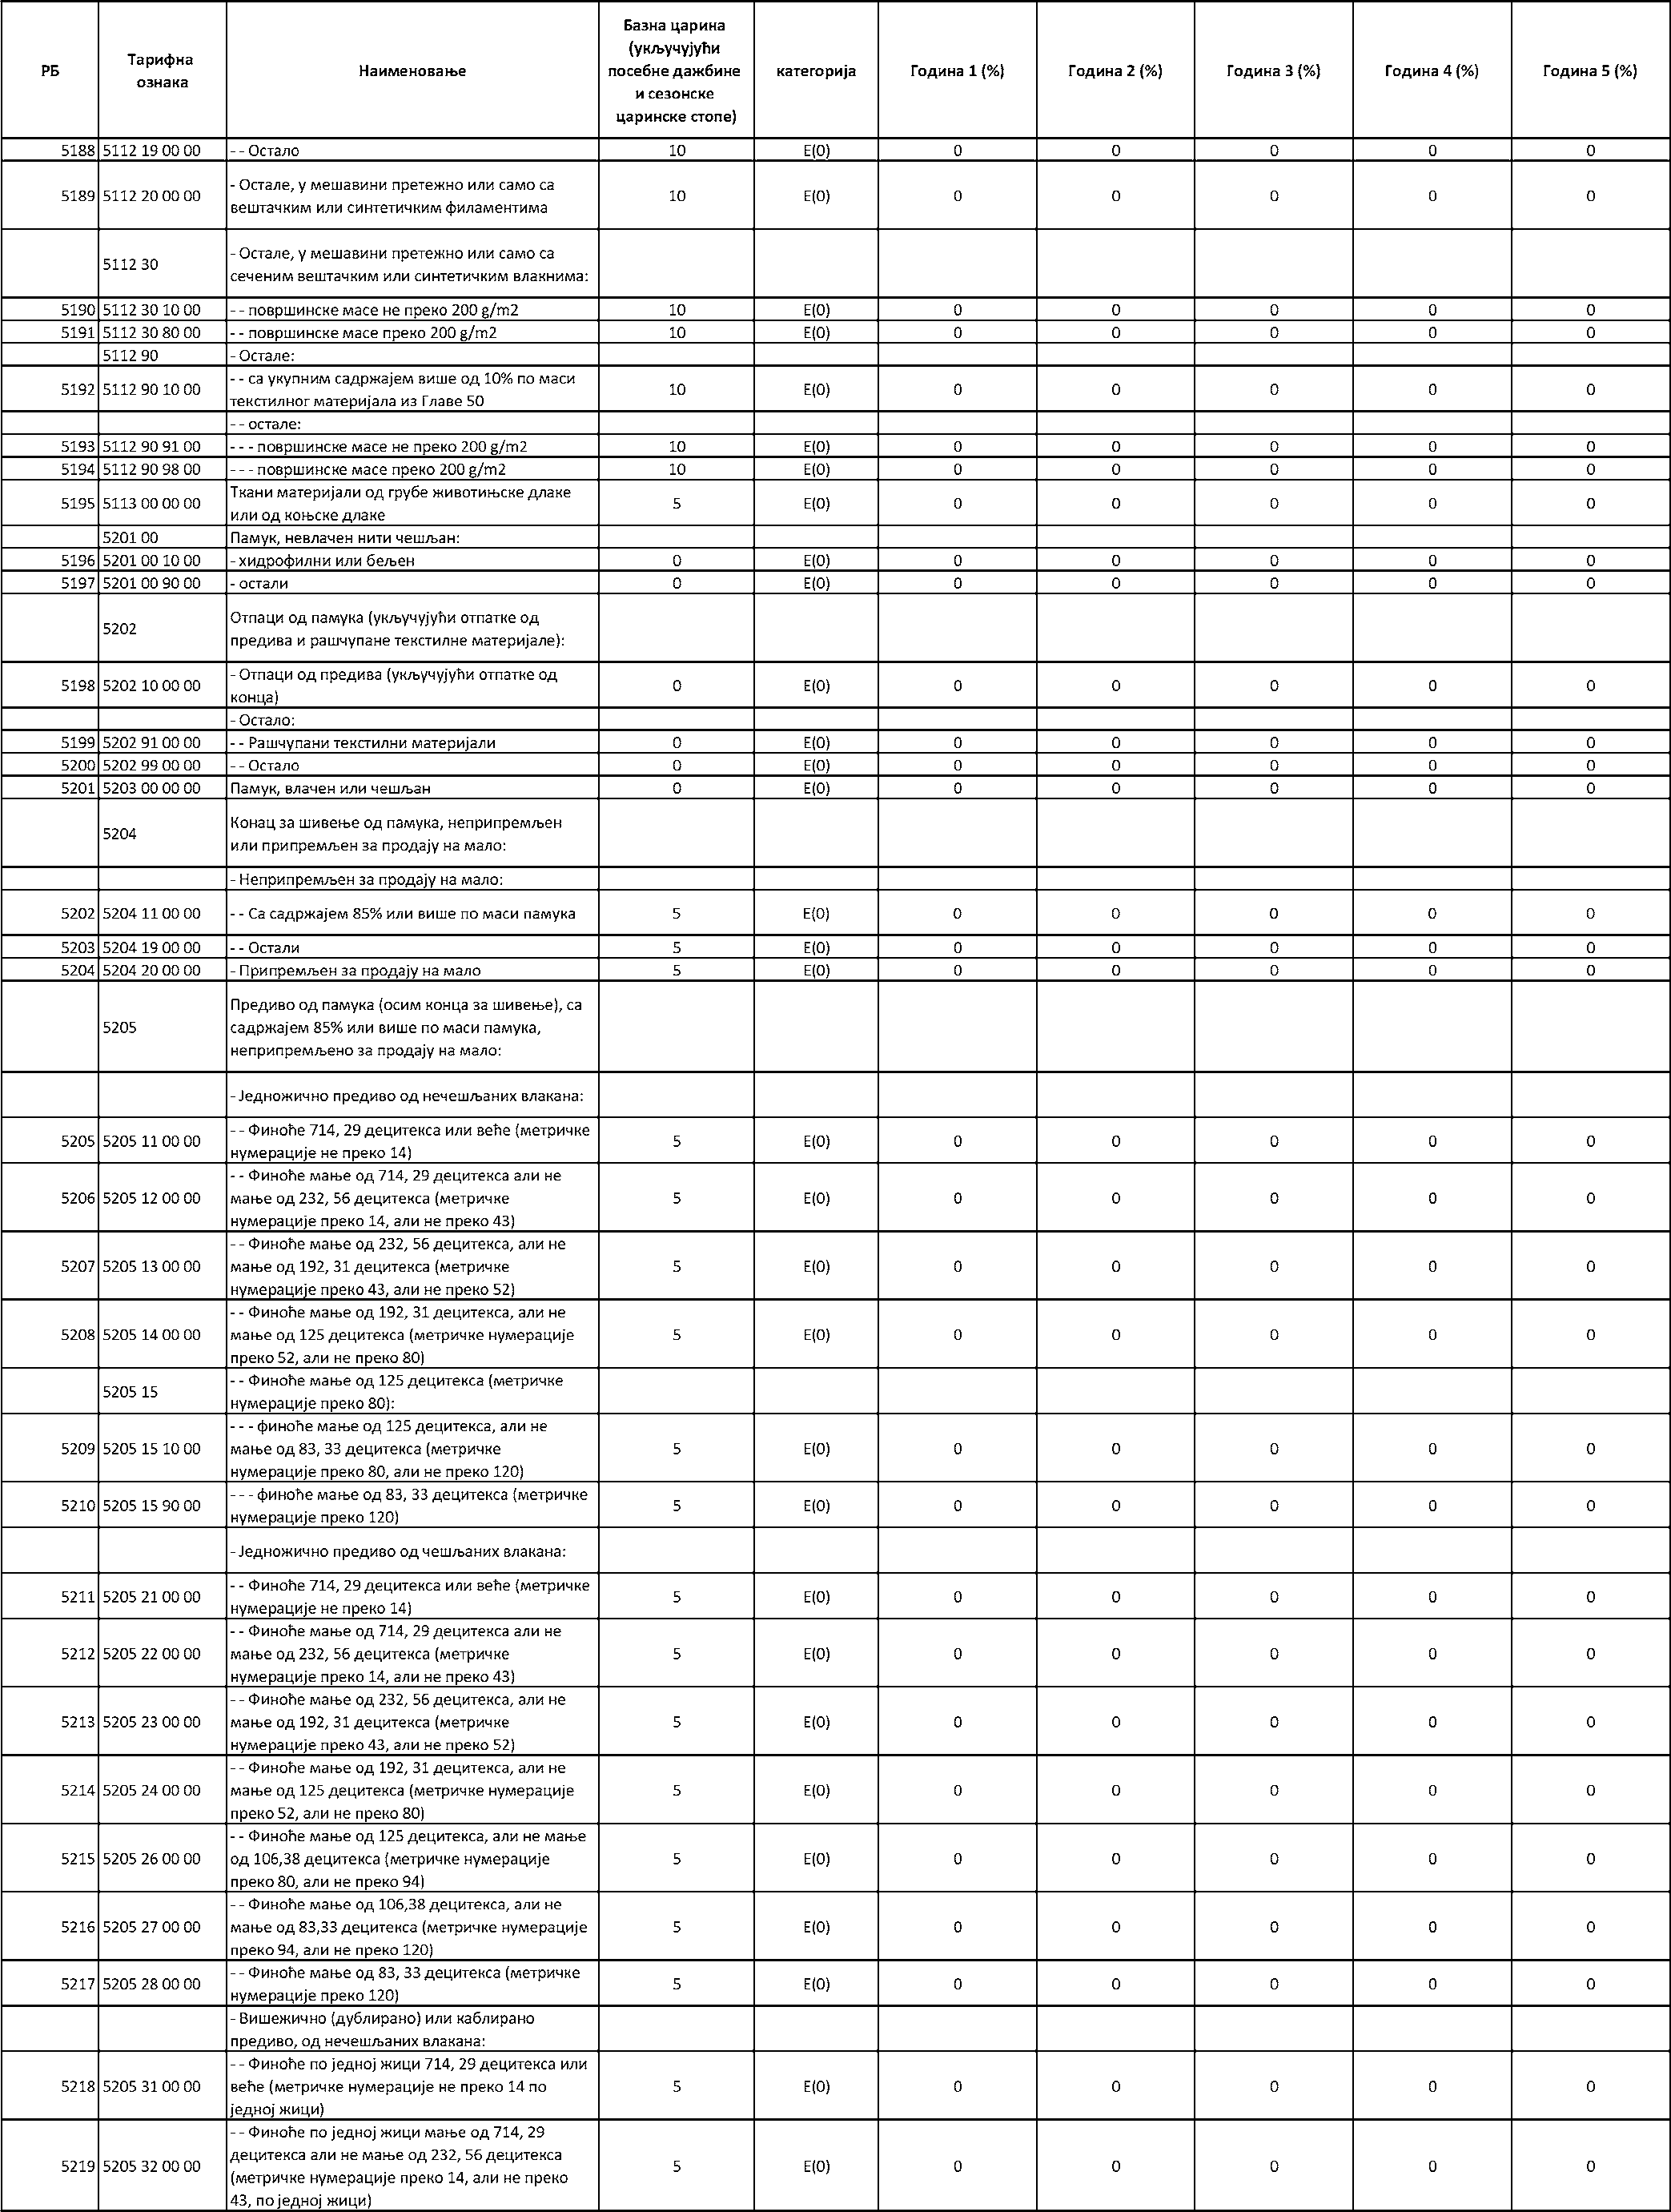 РБ Тарифна ознака Наименовање Базна царина (укључујући посебне дажбине и сезонске царинске стопе) категорија Година 1 (%) Година 2 (%) Година 3 (%) Година 4 (%) Година 5 (%)
5188 5112 19 00 00 - - Остало 10 E(0) 0 0 0 0 0
5189 5112 20 00 00 - Остале, у мешавини претежно или само са вештачким или синтетичким филаментима 10 E(0) 0 0 0 0 0
5112 30 - Остале, у мешавини претежно или само са сеченим вештачким или синтетичким влакнима:
5190 5112 30 10 00 - - површинске масе не преко 200 g/m2 10 E(0) 0 0 0 0 0
5191 5112 30 80 00 - - површинске масе преко 200 g/m2 10 E(0) 0 0 0 0 0
5112 90 - Остале:
5192 5112 90 10 00 - - са укупним садржајем више од 10% по маси текстилног материјала из Главе 50 10 E(0) 0 0 0 0 0
- - остале:
5193 5112 90 91 00 - - - површинске масе не преко 200 g/m2 10 E(0) 0 0 0 0 0
5194 5112 90 98 00 - - - површинске масе преко 200 g/m2 10 E(0) 0 0 0 0 0
5195 5113 00 00 00 Ткани материјали од грубе животињске длаке или од коњске длаке 5 E(0) 0 0 0 0 0
5201 00 Памук, невлачен нити чешљан:
5196 5201 00 10 00 - хидрофилни или бељен 0 E(0) 0 0 0 0 0
5197 5201 00 90 00 - остали 0 E(0) 0 0 0 0 0
5202 Отпаци од памука (укључујући отпатке од предива и рашчупане текстилне материјале):
5198 5202 10 00 00 - Отпаци од предива (укључујући отпатке од конца) 0 E(0) 0 0 0 0 0
- Остало:
5199 5202 91 00 00 - - Рашчупани текстилни материјали 0 E(0) 0 0 0 0 0
5200 5202 99 00 00 - - Остало 0 E(0) 0 0 0 0 0
5201 5203 00 00 00 Памук, влачен или чешљан 0 E(0) 0 0 0 0 0
5204 Конац за шивење од памука, неприпремљен или припремљен за продају на мало:
- Неприпремљен за продају на мало:
5202 5204 11 00 00 - - Са садржајем 85% или више по маси памука 5 E(0) 0 0 0 0 0
5203 5204 19 00 00 - - Остали 5 E(0) 0 0 0 0 0
5204 5204 20 00 00 - Припремљен за продају на мало 5 E(0) 0 0 0 0 0
5205 Предиво од памука (осим конца за шивење), са садржајем 85% или више по маси памука, неприпремљено за продају на мало:
- Једножично предиво од нечешљаних влакана:
5205 5205 11 00 00 - - Финоће 714, 29 децитекса или веће (метричке нумерације не преко 14) 5 E(0) 0 0 0 0 0
5206 5205 12 00 00 - - Финоће мање од 714, 29 децитекса али не мање од 232, 56 децитекса (метричке нумерације преко 14, али не преко 43) 5 E(0) 0 0 0 0 0
5207 5205 13 00 00 - - Финоће мање од 232, 56 децитекса, али не мање од 192, 31 децитекса (метричке нумерације преко 43, али не преко 52) 5 E(0) 0 0 0 0 0
5208 5205 14 00 00 - - Финоће мање од 192, 31 децитекса, али не мање од 125 децитекса (метричке нумерације преко 52, али не преко 80) 5 E(0) 0 0 0 0 0
5205 15 - - Финоће мање од 125 децитекса (метричке нумерације преко 80):
5209 5205 15 10 00 - - - финоће мање од 125 децитекса, али не мање од 83, 33 децитекса (метричке нумерације преко 80, али не преко 120) 5 E(0) 0 0 0 0 0
5210 5205 15 90 00 - - - финоће мање од 83, 33 децитекса (метричке нумерације преко 120) 5 E(0) 0 0 0 0 0
- Једножично предиво од чешљаних влакана:
5211 5205 21 00 00 - - Финоће 714, 29 децитекса или веће (метричке нумерације не преко 14) 5 E(0) 0 0 0 0 0
5212 5205 22 00 00 - - Финоће мање од 714, 29 децитекса али не мање од 232, 56 децитекса (метричке нумерације преко 14, али не преко 43) 5 E(0) 0 0 0 0 0
5213 5205 23 00 00 - - Финоће мање од 232, 56 децитекса, али не мање од 192, 31 децитекса (метричке нумерације преко 43, али не преко 52) 5 E(0) 0 0 0 0 0
5214 5205 24 00 00 - - Финоће мање од 192, 31 децитекса, али не мање од 125 децитекса (метричке нумерације преко 52, али не преко 80) 5 E(0) 0 0 0 0 0
5215 5205 26 00 00 - - Финоће мање од 125 децитекса, али не мање од 106,38 децитекса (метричке нумерације преко 80, али не преко 94) 5 E(0) 0 0 0 0 0
5216 5205 27 00 00 - - Финоће мање од 106,38 децитекса, али не мање од 83,33 децитекса (метричке нумерације преко 94, али не преко 120) 5 E(0) 0 0 0 0 0
5217 5205 28 00 00 - - Финоће мање од 83, 33 децитекса (метричке нумерације преко 120) 5 E(0) 0 0 0 0 0
- Вишежично (дублирано) или каблирано предиво, од нечешљаних влакана:
5218 5205 31 00 00 - - Финоће по једној жици 714, 29 децитекса или веће (метричке нумерације не преко 14 по једној жици) 5 E(0) 0 0 0 0 0
5219 5205 32 00 00 - - Финоће по једној жици мање од 714, 29 децитекса али не мање од 232, 56 децитекса (метричке нумерације преко 14, али не преко 43, по једној жици) 5 E(0) 0 0 0 0 0